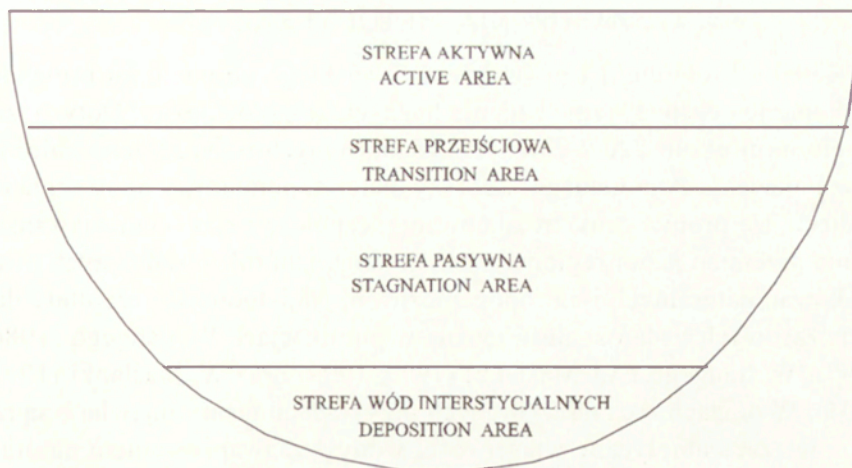 STREFA AKTYWNA
ACTIVE AREA
STREFA PRZEJŚCIOWA
TRANSITION AREA
STREFA PASYWNA
STAGNATION AREA
STREFA WÓD INTERSTYCJALNYCH
DEPOSITION AREA